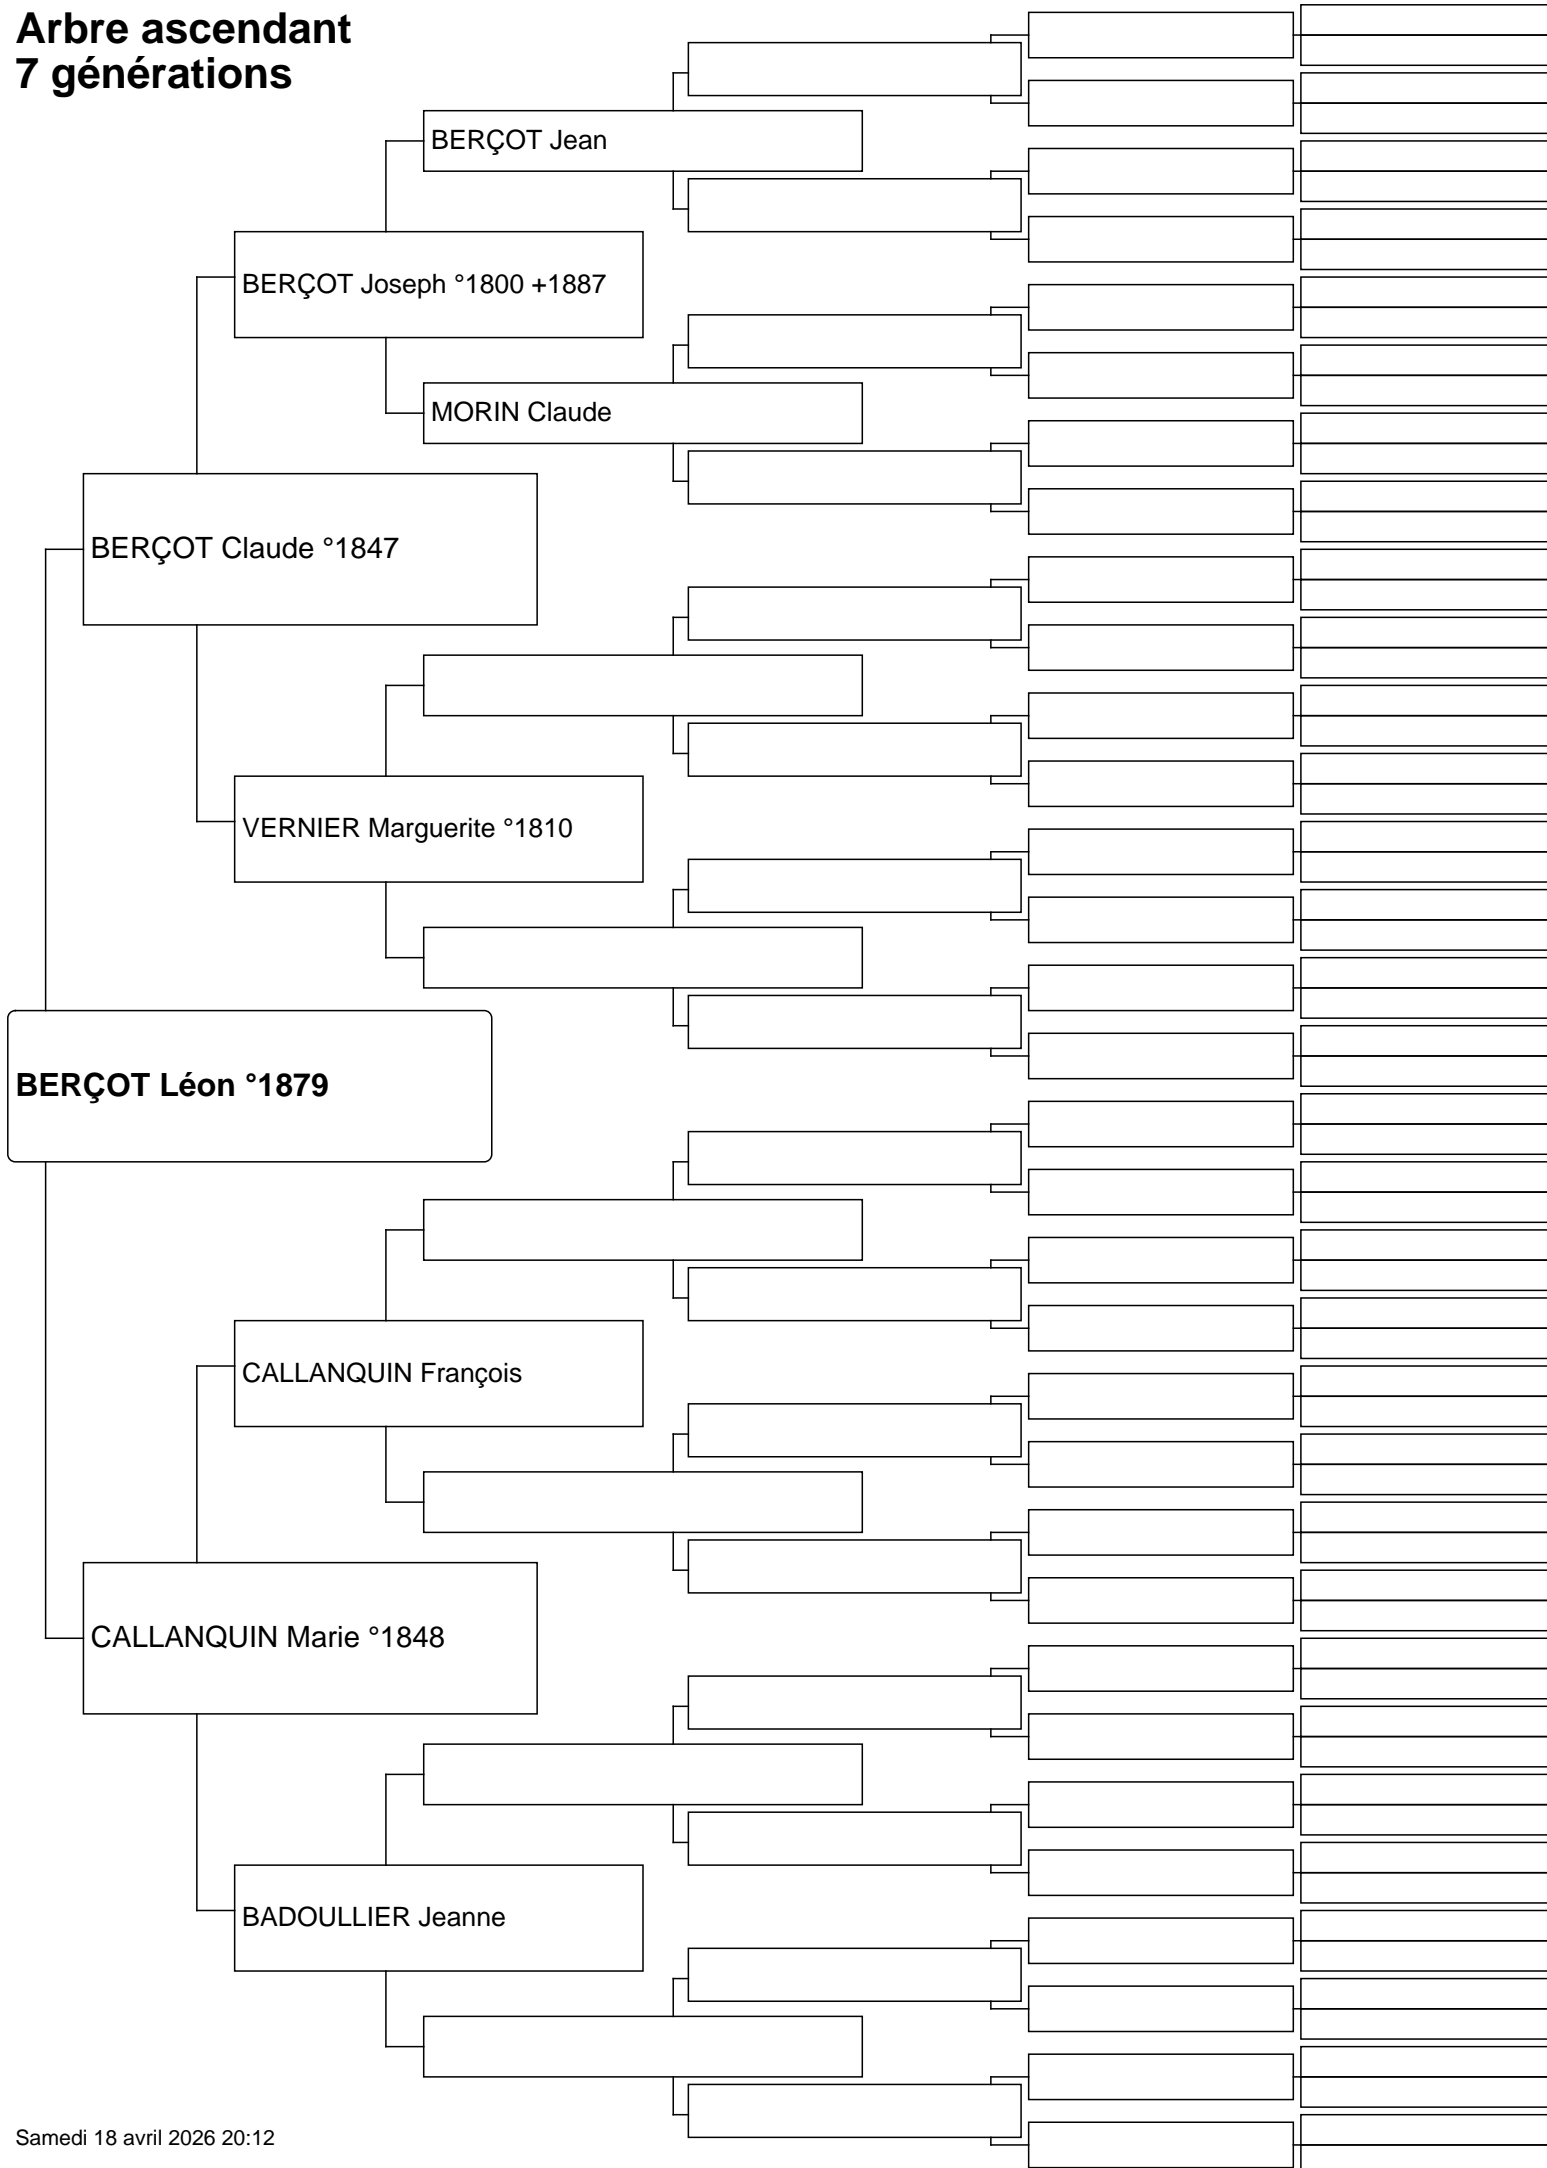 Arbre ascendant
7 générations
BERÇOT Jean
BERÇOT Joseph °1800 +1887
MORIN Claude
BERÇOT Claude °1847
VERNIER Marguerite °1810
BERÇOT Léon °1879
CALLANQUIN François
CALLANQUIN Marie °1848
BADOULLIER Jeanne
Samedi 18 avril 2026 20:12